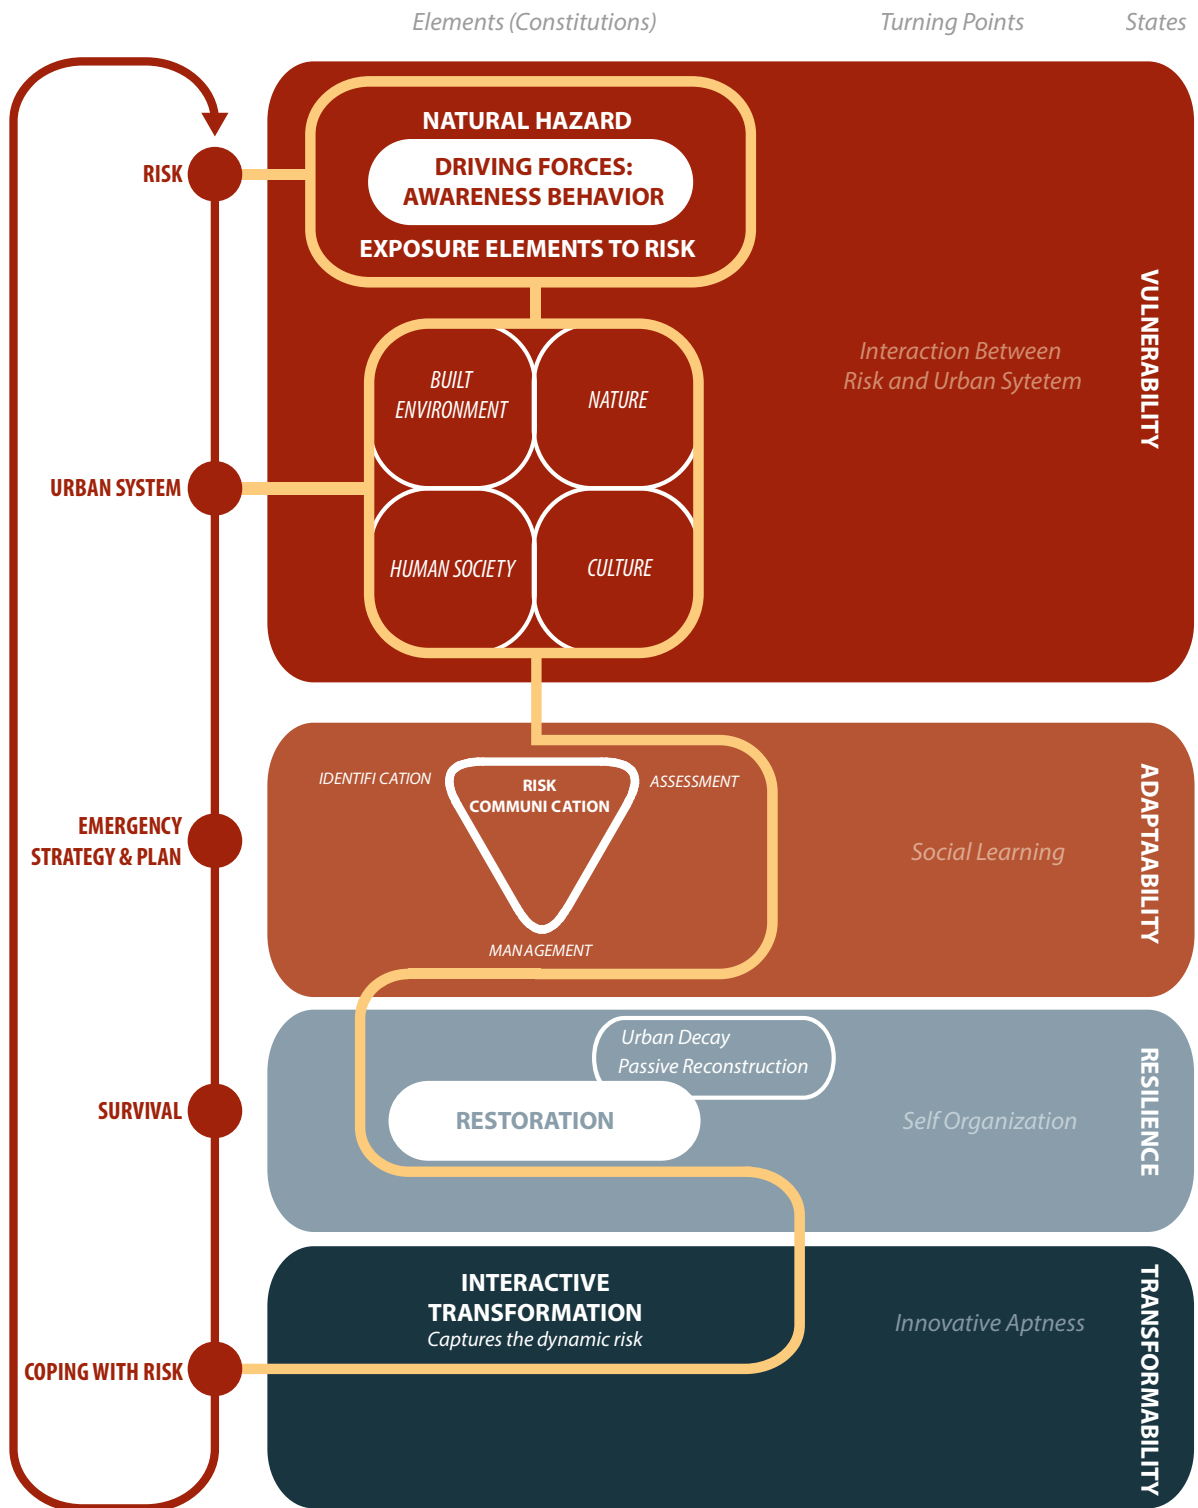 Elements (Constitutions)
Turning Points
States
RISK
NATURAL HAZARD
DRIVING FORCES:
AWARENESS BEHAVIOR
EXPOSURE ELEMENTS TO RISK
URBAN SYSTEM
BUILT
ENVIRONMENT
NATURE
HUMAN SOCIETY
CULTURE
Interaction Between
Risk and Urban Sytetem
VULNERABILITY
EMERGENCY
STRATEGY & PLAN
IDENTIFI CATION
RISK
COMMUNI CATION
ASSESSMENT
MANAGEMENT
Social Learning
ADAPTAABILITY
SURVIVAL
Urban Decay
Passive Reconstruction
RESTORATION
Self Organization
RESILIENCE
COPING WITH RISK
INTERACTIVE
TRANSFORMATION
Captures the dynamic risk
Innovative Aptness
TRANSFORMABILITY